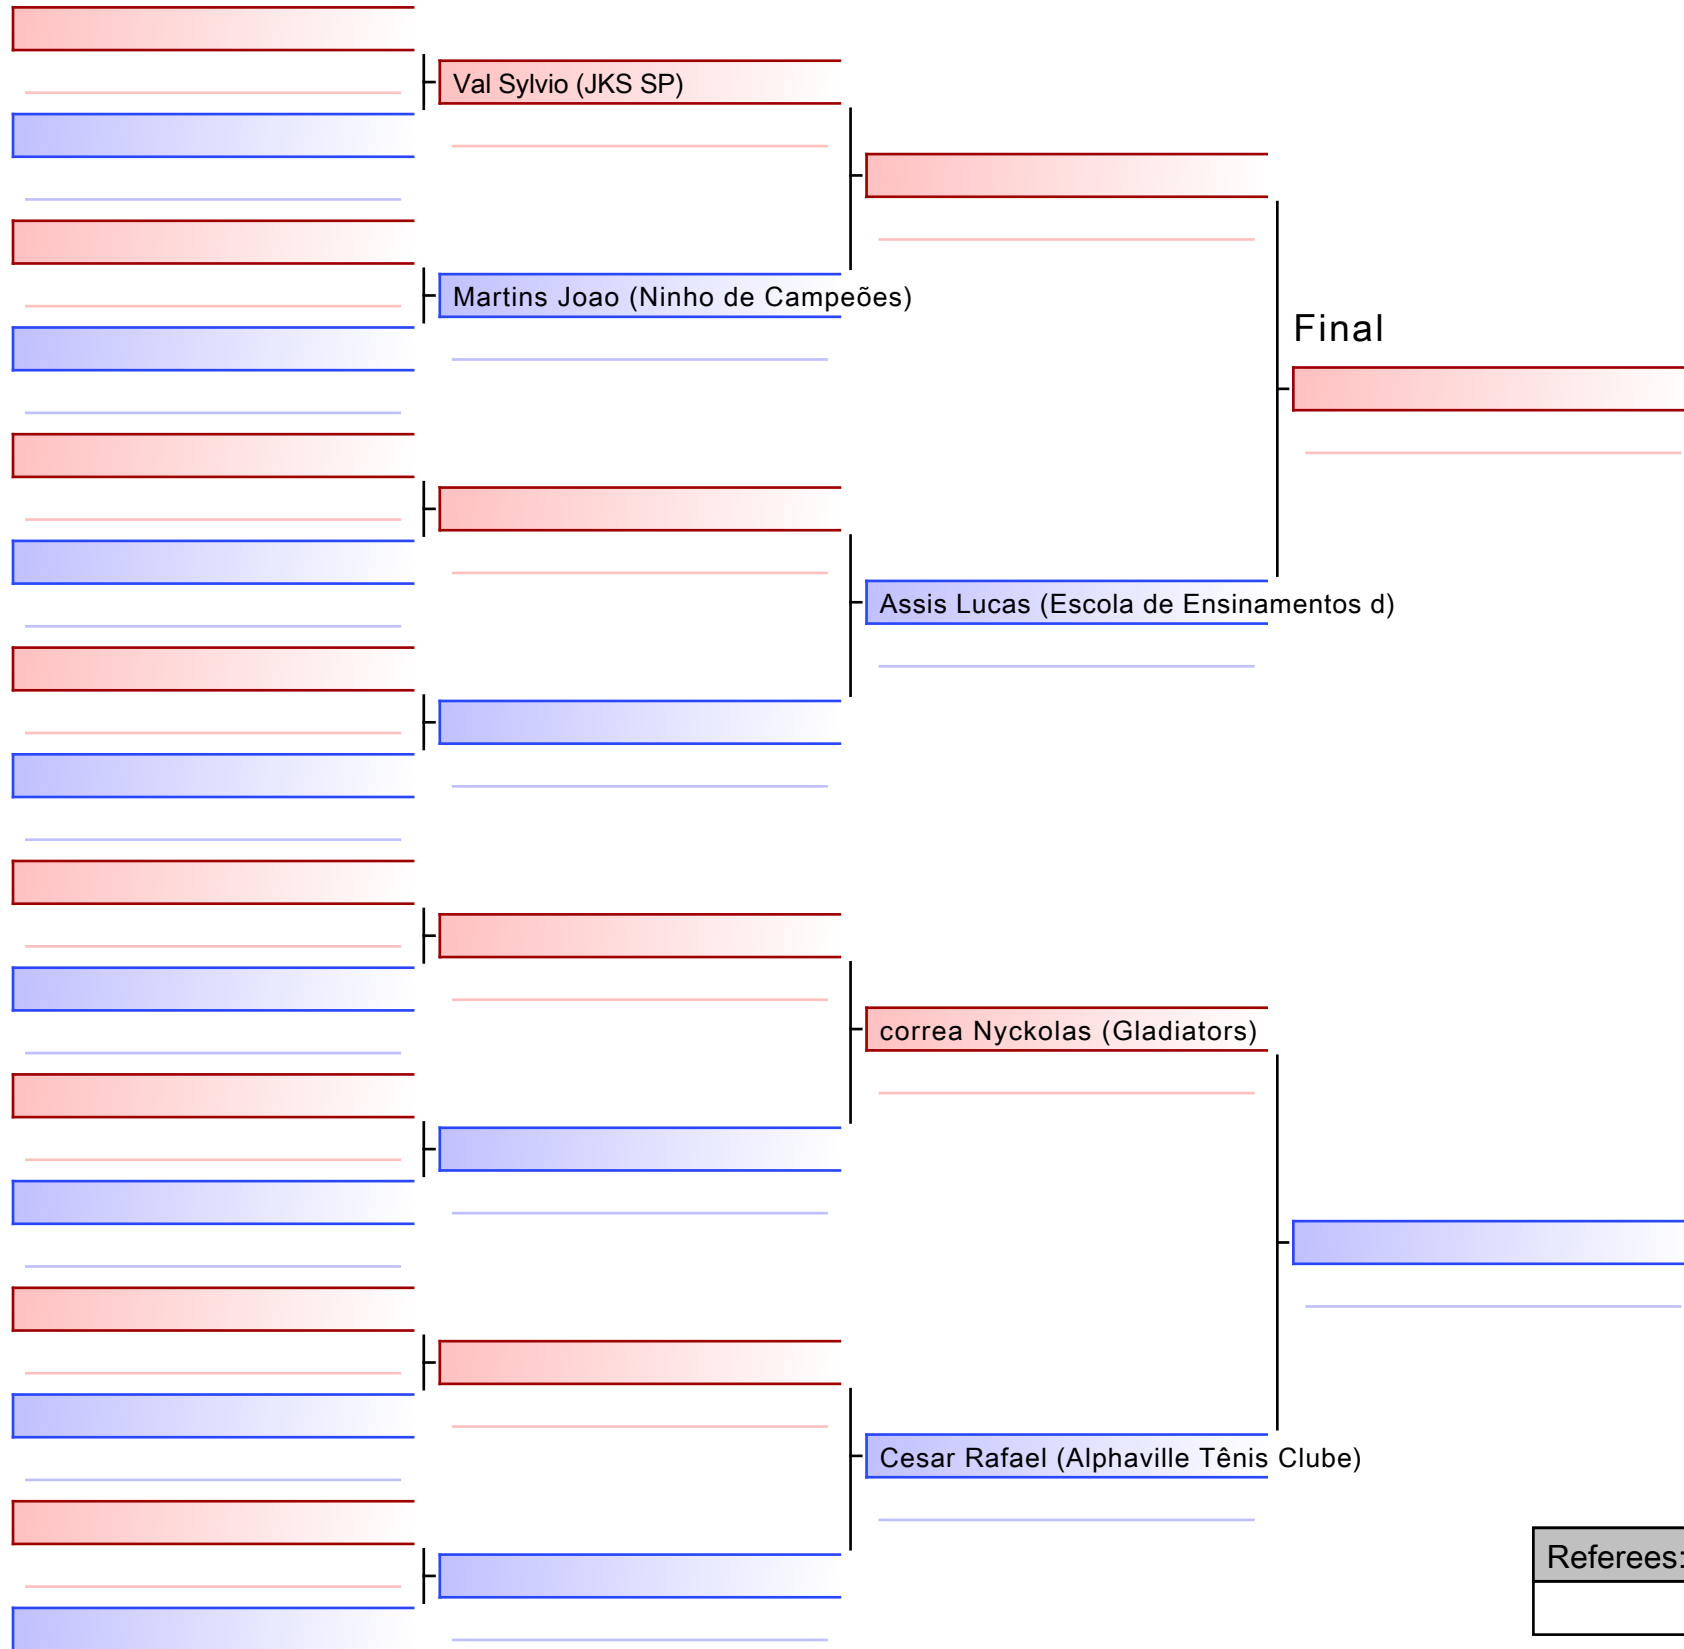 Val Sylvio (JKS SP)
Martins Joao (Ninho de Campeões)
Final
Assis Lucas (Escola de Ensinamentos d)
correa Nyckolas (Gladiators)
Cesar Rafael (Alphaville Tênis Clube)
Referees: